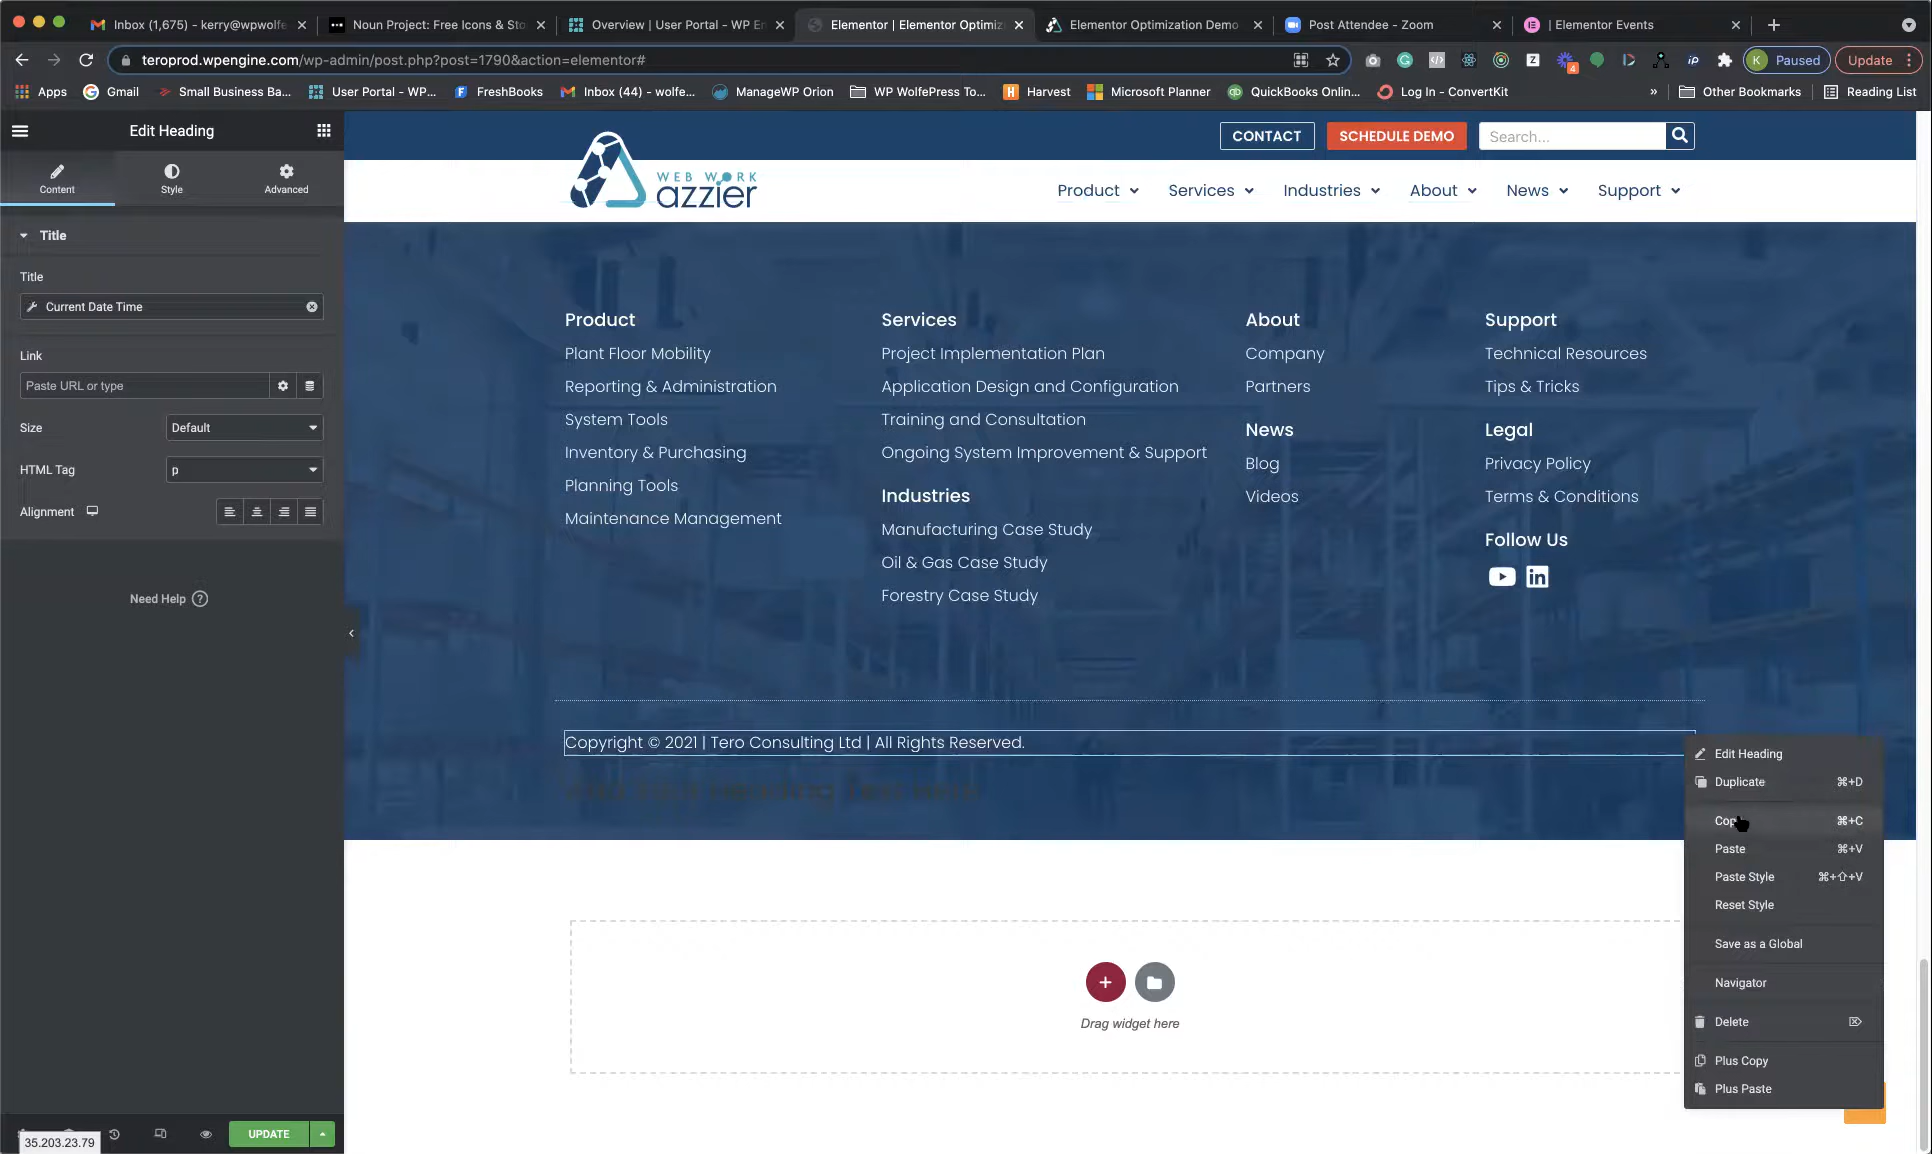 Inbox (1,675) – kerry@wpwolfe
Noun Project: Free Icons & Sto
Overview | User Portal – WP En
Elementor | Elementor Optimiz
Elementor Optimization Demo
Post Attendee - Zoom
| Elementor Events
teroprod.wpengine.com/wp-admin/post.php?post=1790&action=elementor#
4
K Paused
Update
Apps
Gmail
Small Business Ba...
User Portal – WP...
FreshBooks
Inbox (44) – wolfe...
ManageWP Orion
WP WolfePress To...
Harvest
Microsoft Planner
QuickBooks Onlin...
Log In - ConvertKit
»
Other Bookmarks
Reading List
Edit Heading
Content
Style
Advanced
Title
Title
Current Date Time
Link
Paste URL or type
Size
Default
HTML Tag
p
Alignment
Need Help
35.203.23.79
UPDATE
CONTACT
SCHEDULE DEMO
Search...
WEB WORK
azzier
Product
Services
Industries
About
News
Support
Product
Plant Floor Mobility
Reporting & Administration
System Tools
Inventory & Purchasing
Planning Tools
Maintenance Management
Services
Project Implementation Plan
Application Design and Configuration
Training and Consultation
Ongoing System Improvement & Support
Industries
Manufacturing Case Study
Oil & Gas Case Study
Forestry Case Study
About
Company
Partners
News
Blog
Videos
Support
Technical Resources
Tips & Tricks
Legal
Privacy Policy
Terms & Conditions
Follow Us
Copyright © 2021 | Tero Consulting Ltd | All Rights Reserved.
Add Your Heading Text Here
Drag widget here
Edit Heading
Duplicate ⌘+D
Copy ⌘+C
Paste ⌘+V
Paste Style ⌘+⇧+V
Reset Style
Save as a Global
Navigator
Delete ⌦
Plus Copy
Plus Paste